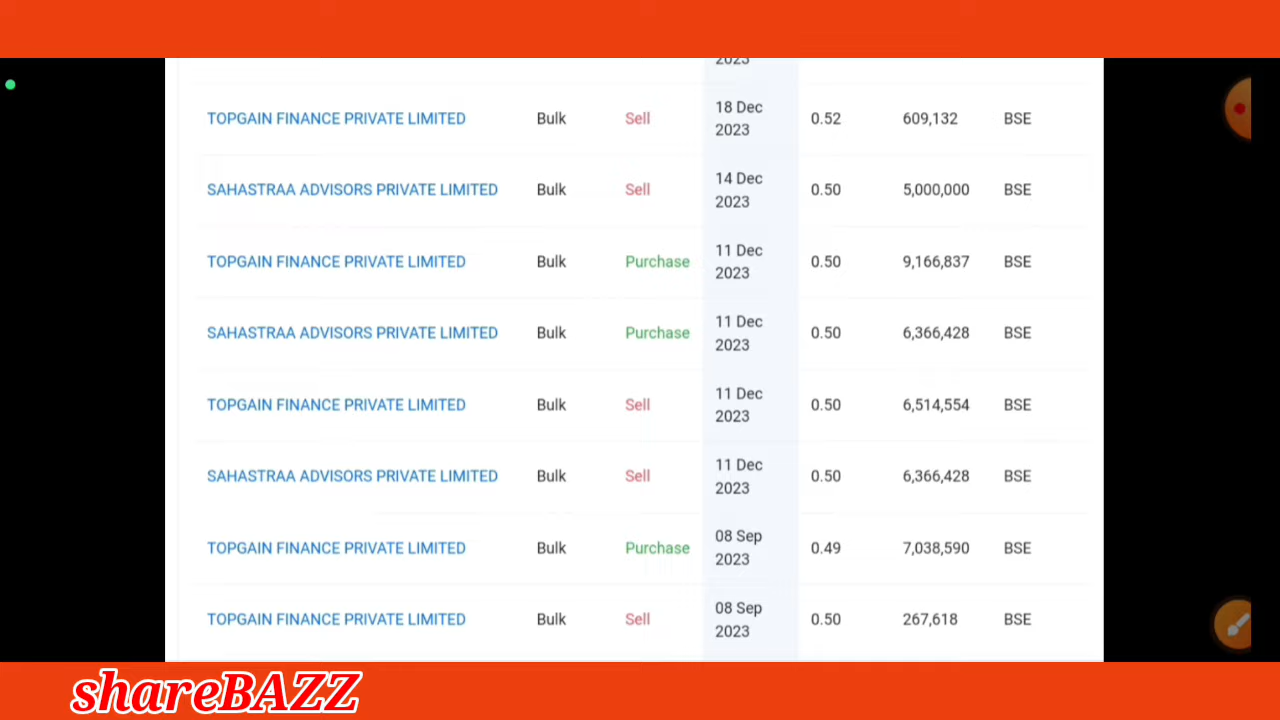 2023
TOPGAIN FINANCE PRIVATE LIMITED Bulk Sell 18 Dec 2023 0.52 609,132 BSE
SAHASTRAA ADVISORS PRIVATE LIMITED Bulk Sell 14 Dec 2023 0.50 5,000,000 BSE
TOPGAIN FINANCE PRIVATE LIMITED Bulk Purchase 11 Dec 2023 0.50 9,166,837 BSE
SAHASTRAA ADVISORS PRIVATE LIMITED Bulk Purchase 11 Dec 2023 0.50 6,366,428 BSE
TOPGAIN FINANCE PRIVATE LIMITED Bulk Sell 11 Dec 2023 0.50 6,514,554 BSE
SAHASTRAA ADVISORS PRIVATE LIMITED Bulk Sell 11 Dec 2023 0.50 6,366,428 BSE
TOPGAIN FINANCE PRIVATE LIMITED Bulk Purchase 08 Sep 2023 0.49 7,038,590 BSE
TOPGAIN FINANCE PRIVATE LIMITED Bulk Sell 08 Sep 2023 0.50 267,618 BSE
shareBAZZ